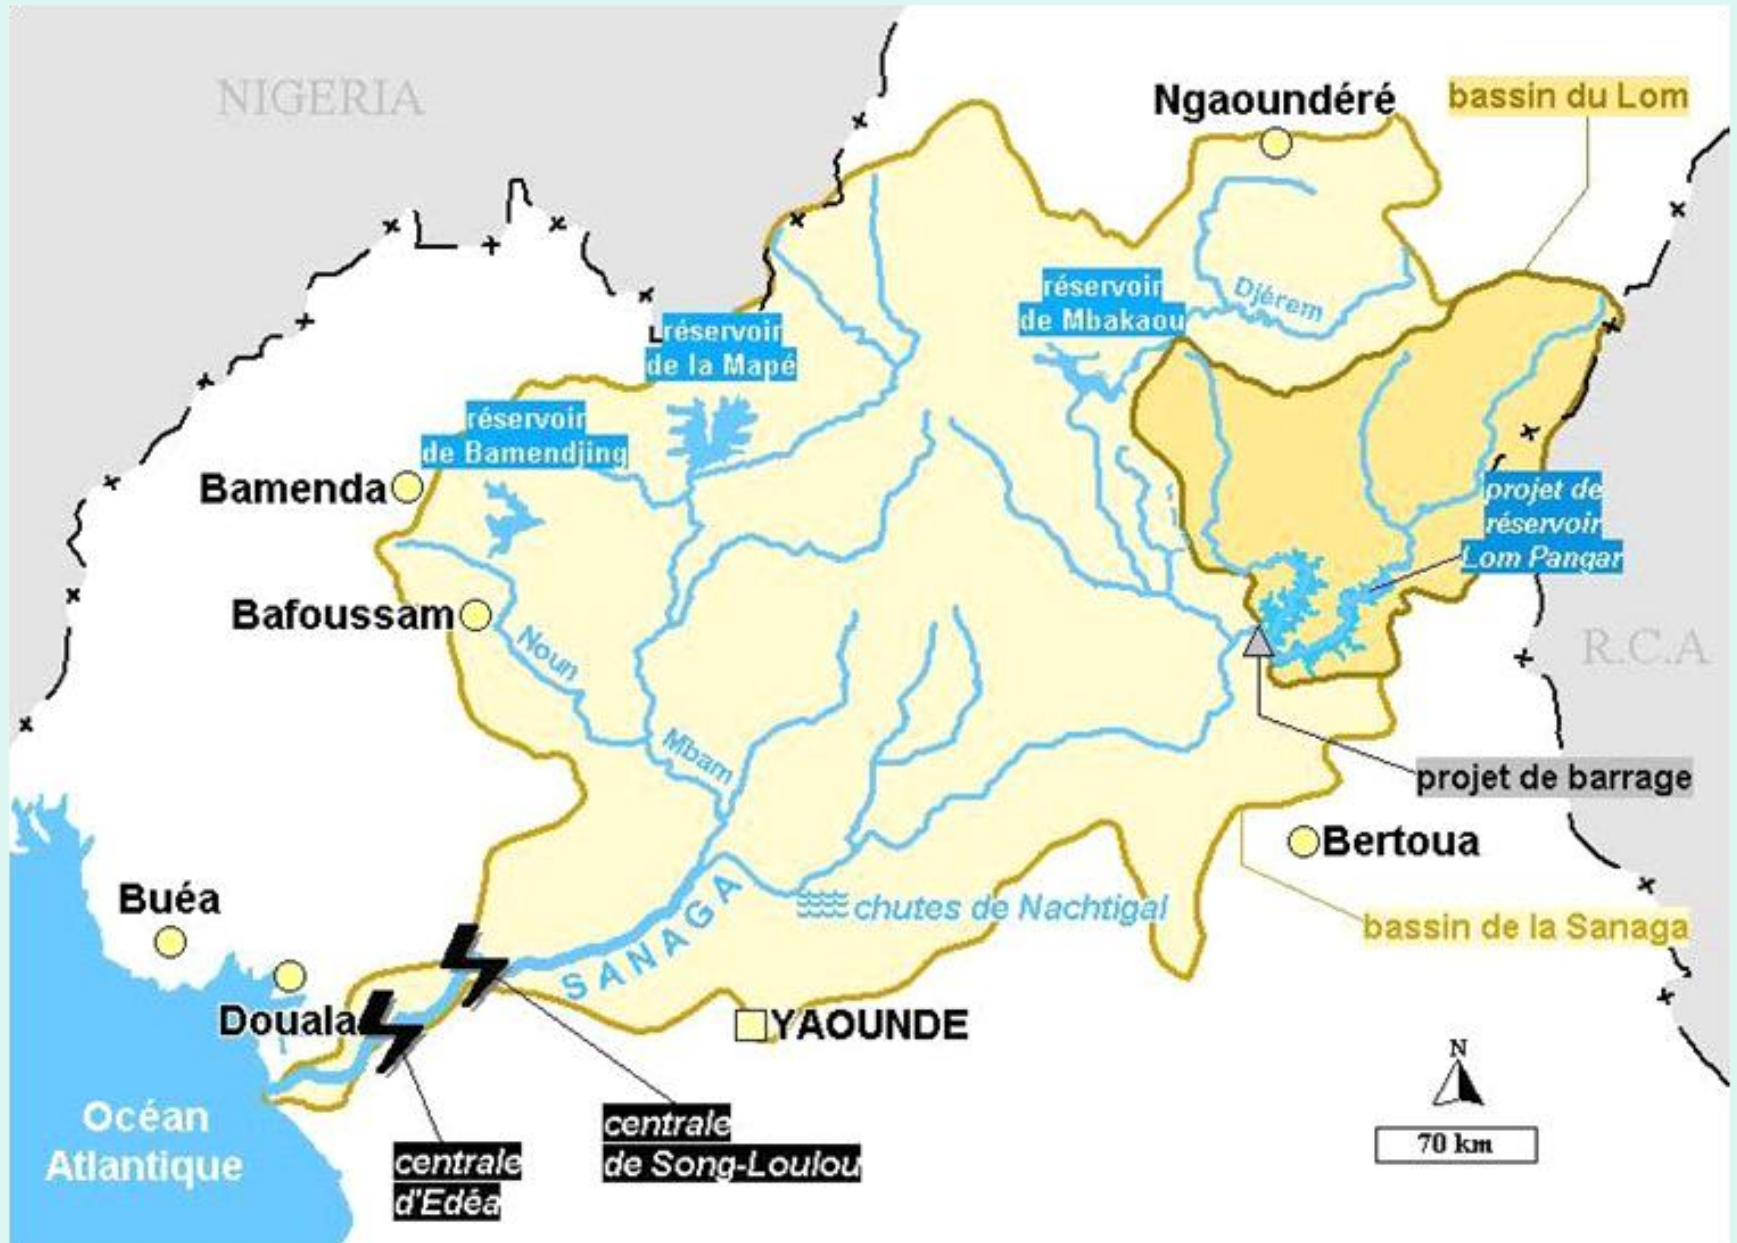 NIGERIA
Ngaoundéré
bassin du Lom
réservoir
de Mbakaou
Djérem
réservoir
de la Mapé
réservoir
de Bamendjing
Bamenda
projet de
réservoir
Lom Pangar
Bafoussam
Noun
R.C.A
Mbam
projet de barrage
Bertoua
Buéa
chutes de Nachtigal
bassin de la Sanaga
SANAGA
Douala
YAOUNDE
N
70 km
Océan
Atlantique
centrale
de Song-Loulou
centrale
d'Edéa